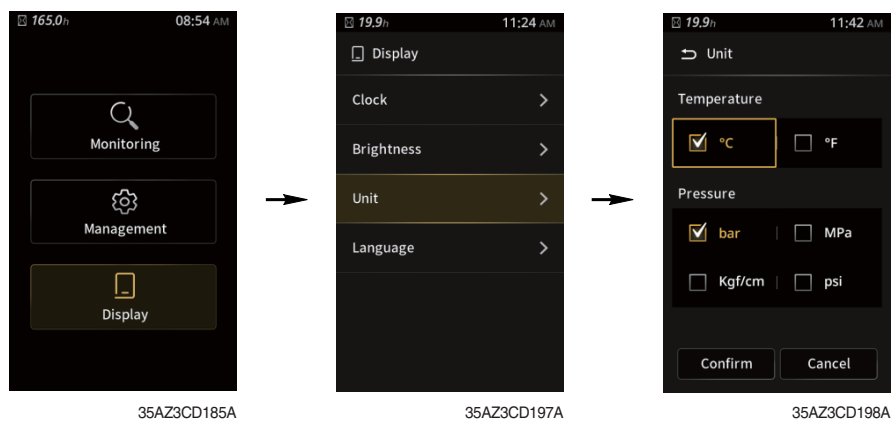 165.0h 08:54 AM
Monitoring
Management
Display
35AZ3CD185A
19.9h 11:24 AM
Display
Clock
Brightness
Unit
Language
35AZ3CD197A
19.9h 11:42 AM
Unit
Temperature
°C °F
Pressure
bar MPa
Kgf/cm psi
Confirm Cancel
35AZ3CD198A